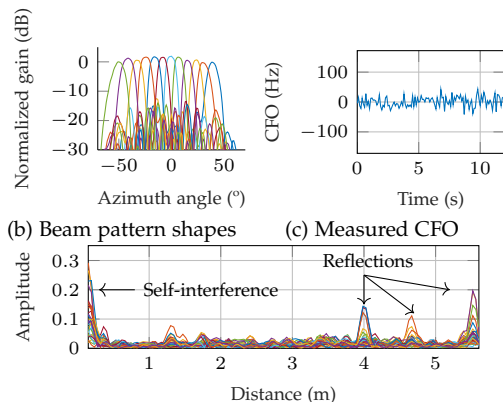 Normalized gain (dB)
0
−10
−20
−30
−50
0
50
Azimuth angle (º)
(b) Beam pattern shapes
CFO (Hz)
100
0
−100
0
5
10
Time (s)
(c) Measured CFO
Amplitude
0.3
0.2
0.1
0
Self-interference
Reflections
1
2
3
4
5
Distance (m)